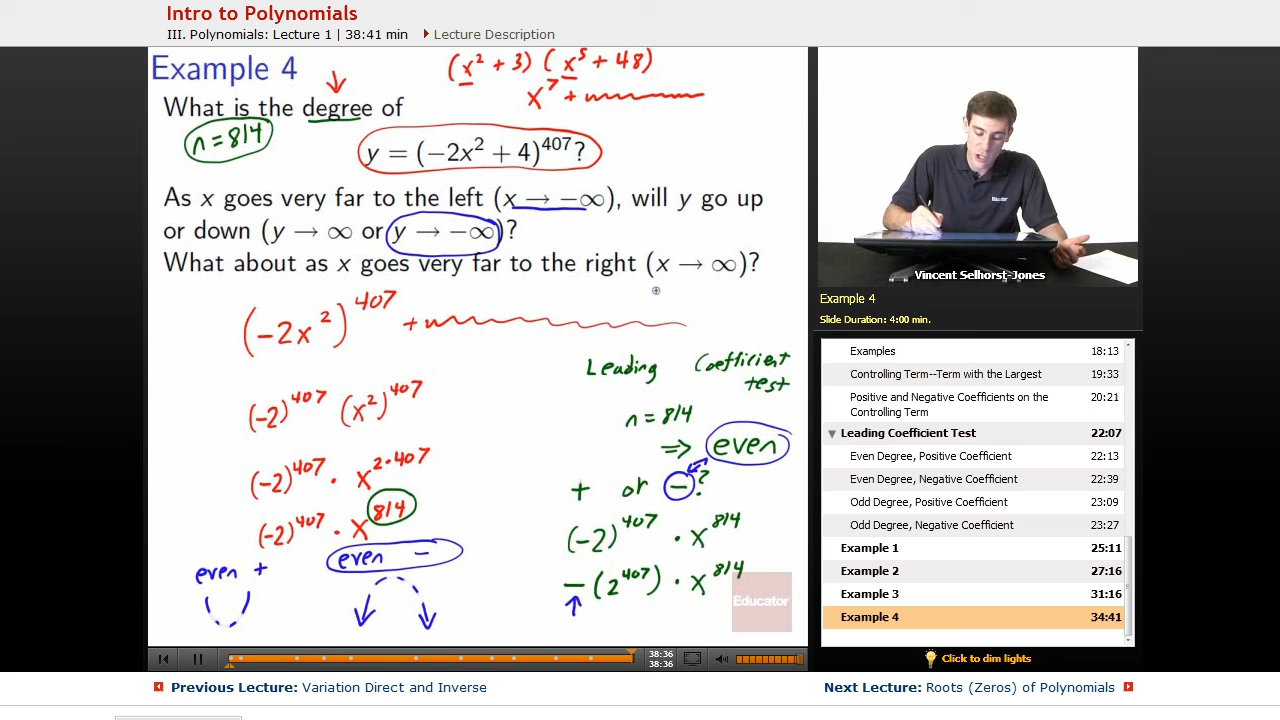 Intro to Polynomials
III. Polynomials: Lecture 1 | 38:41 min
Lecture Description
Example 4
(x² + 3) (x⁵ + 48)
x⁷ +
What is the degree of
n = 814
y = (−2x² + 4)⁴⁰⁷?
As x goes very far to the left (x → −∞), will y go up
or down (y → ∞ or y → −∞)?
What about as x goes very far to the right (x → ∞)?
(-2x²)⁴⁰⁷ +
(-2)⁴⁰⁷ (x²)⁴⁰⁷
(-2)⁴⁰⁷ · x²·⁴⁰⁷
(-2)⁴⁰⁷ · x⁸¹⁴
even −
even +
Leading Coefficient
test
n = 814
⇒ even
+ or −?
(-2)⁴⁰⁷ · x⁸¹⁴
− (2⁴⁰⁷) · x⁸¹⁴
Educator
38:36
38:36
Educator
Vincent Selhorst-Jones
Example 4
Slide Duration: 4:00 min.
Examples 18:13
Controlling Term--Term with the Largest 19:33
Positive and Negative Coefficients on the 20:21
Controlling Term
Leading Coefficient Test 22:07
Even Degree, Positive Coefficient 22:13
Even Degree, Negative Coefficient 22:39
Odd Degree, Positive Coefficient 23:09
Odd Degree, Negative Coefficient 23:27
Example 1 25:11
Example 2 27:16
Example 3 31:16
Example 4 34:41
Click to dim lights
Previous Lecture: Variation Direct and Inverse
Next Lecture: Roots (Zeros) of Polynomials